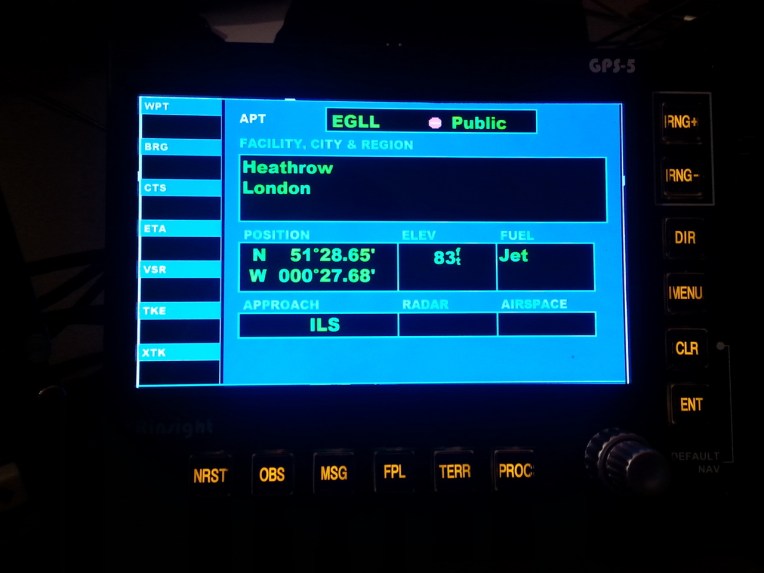 GPS-5
WPT
BRG
CTS
ETA
VSR
TKE
XTK
APT EGLL Public
FACILITY, CITY & REGION
Heathrow
London
POSITION ELEV FUEL
N 51°28.65' 83ft Jet
W 000°27.68'
APPROACH RADAR AIRSPACE
ILS
RNG+
RNG-
DIR
MENU
CLR
ENT
DEFAULT
NAV
NRST OBS MSG FPL TERR PROC